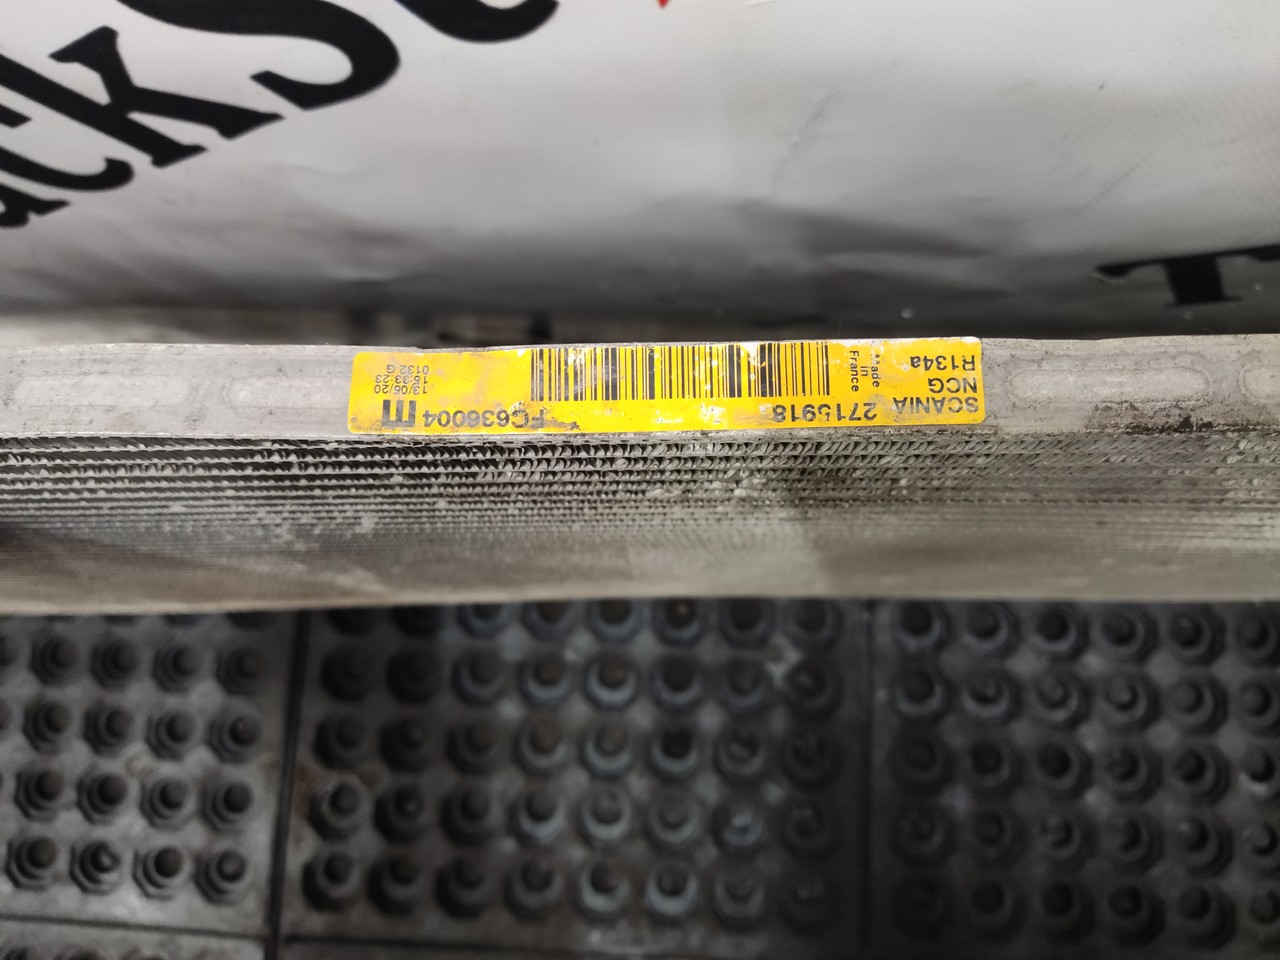 SCANIA
NCG
R134a
Made
in
France
2715918
FC636004
13/05/20
15:33:23
0132 G